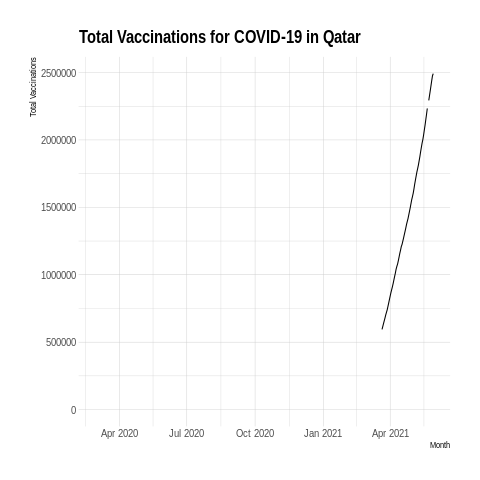 Total Vaccinations for COVID-19 in Qatar
Total Vaccinations
2500000
2000000
1500000
1000000
500000
0
Apr 2020 Jul 2020 Oct 2020 Jan 2021 Apr 2021
Month